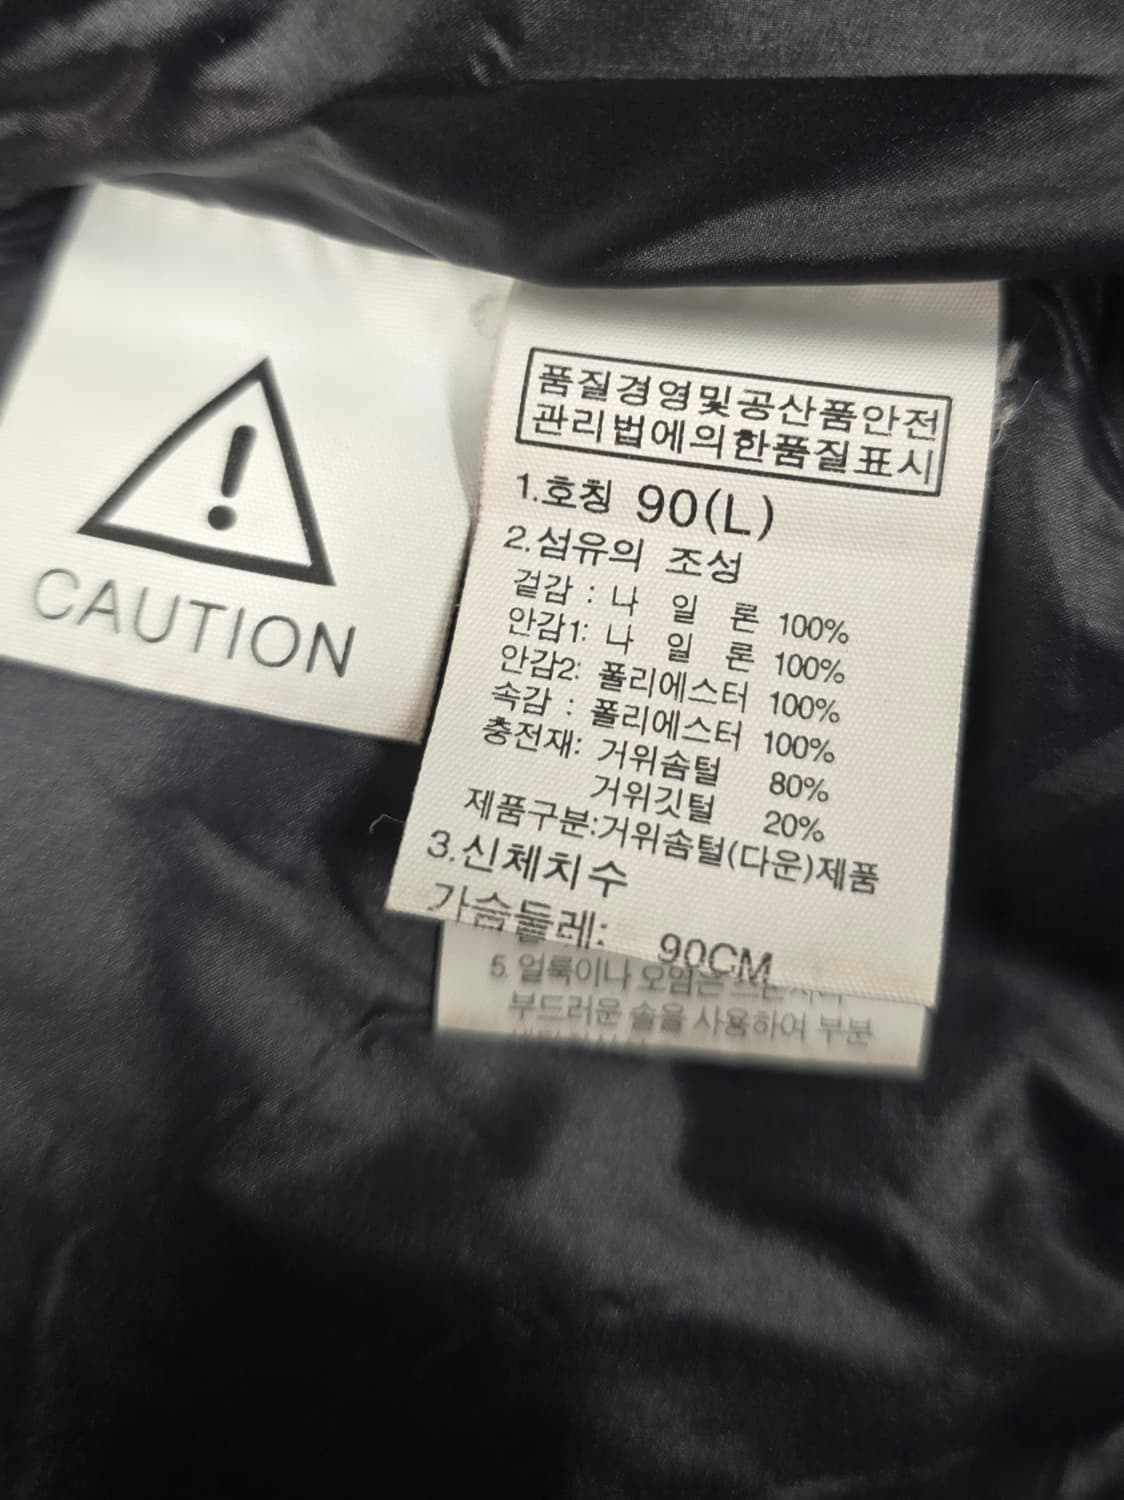 CAUTION
품질경영및공산품안전
관리법에의한품질표시
1.호칭 90(L)
2.섬유의 조성
겉감 : 나 일 론 100%
안감1: 나 일 론 100%
안감2: 폴리에스터 100%
속감 : 폴리에스터 100%
충전재: 거위솜털 80%
거위깃털 20%
제품구분:거위솜털(다운)제품
3.신체치수
가슴둘레: 90CM
5. 얼룩이나 오염은
부드러운 솔을 사용하여 부분